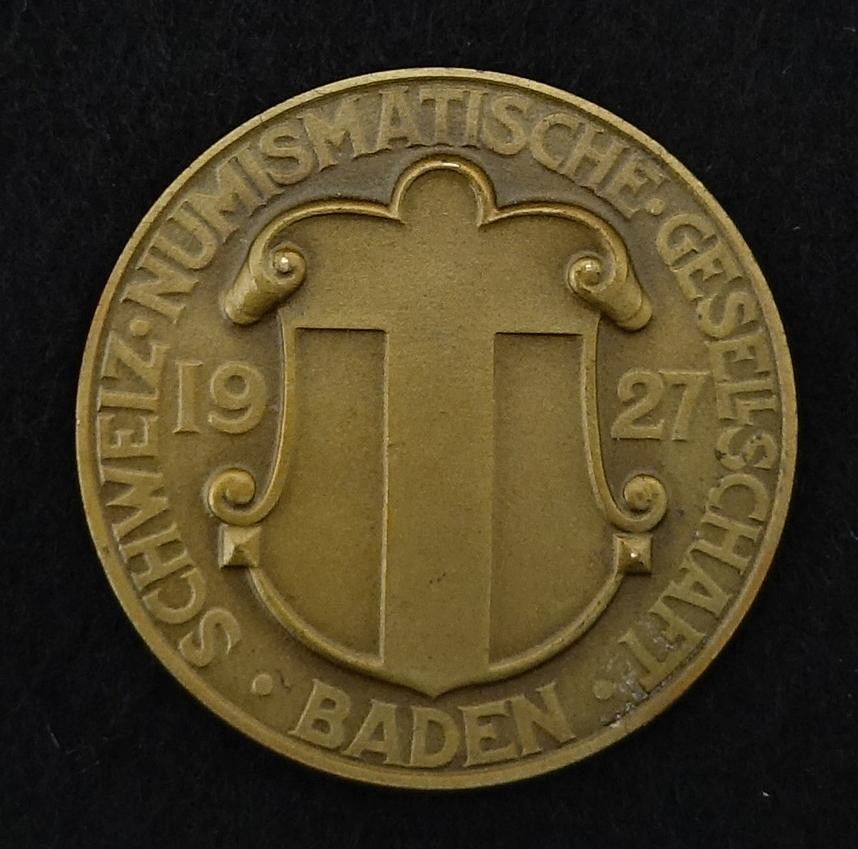 SCHWEIZ · NUMISMATISCHE · GESELLSCHAFT ·
19 27
BADEN ·